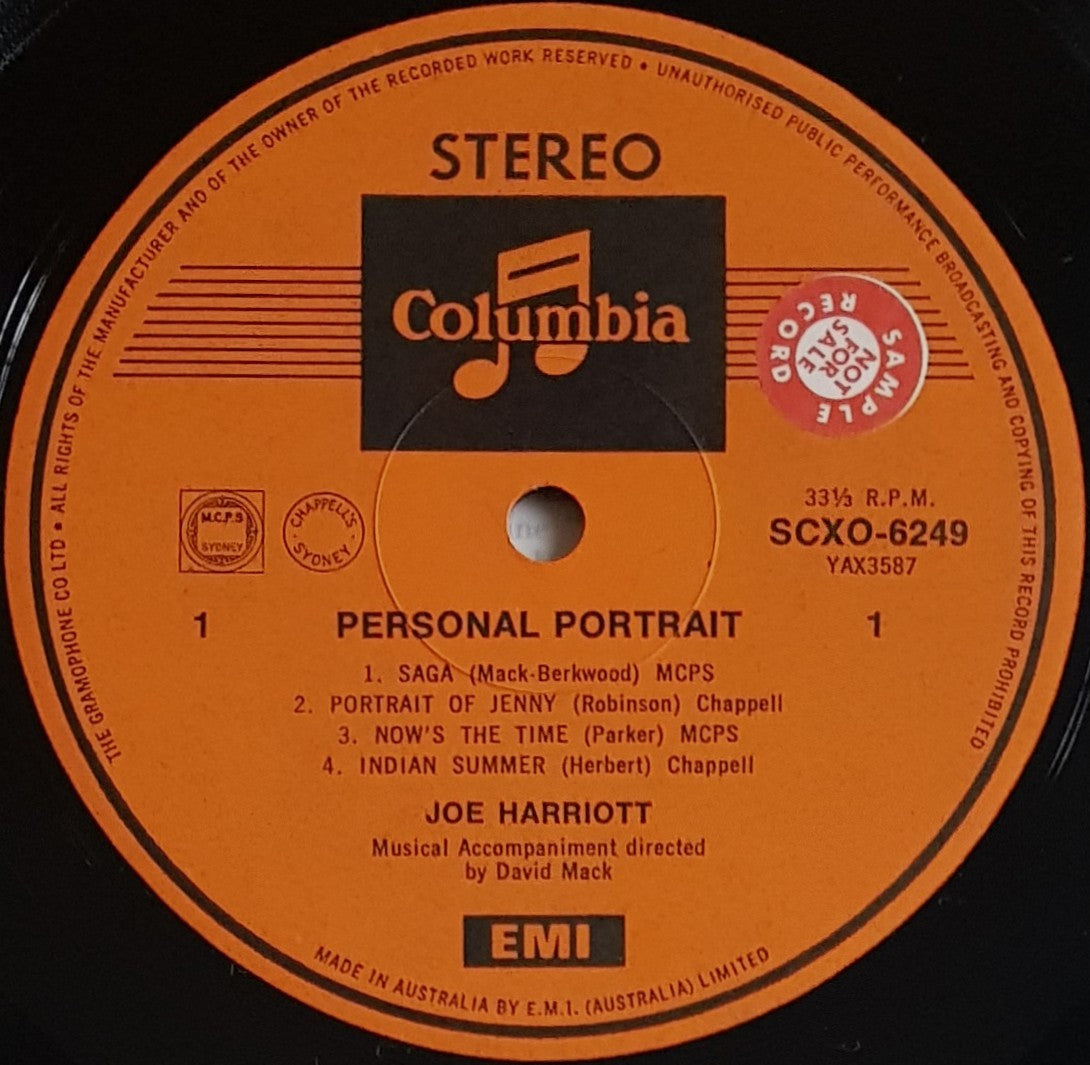 THE GRAMOPHONE CO LTD • ALL RIGHTS OF THE MANUFACTURER AND OF THE OWNER OF THE RECORDED WORK RESERVED • UNAUTHORISED PUBLIC PERFORMANCE BROADCASTING AND COPYING OF THIS RECORD PROHIBITED
STEREO
Columbia
SAMPLE RECORD
NOT
FOR
SALE
M.C.P.S
SYDNEY
CHAPPELL'S
• SYDNEY •
33⅓ R.P.M.
SCXO-6249
YAX3587
1 PERSONAL PORTRAIT 1
1. SAGA (Mack-Berkwood) MCPS
2. PORTRAIT OF JENNY (Robinson) Chappell
3. NOW'S THE TIME (Parker) MCPS
4. INDIAN SUMMER (Herbert) Chappell
JOE HARRIOTT
Musical Accompaniment directed
by David Mack
EMI
MADE IN AUSTRALIA BY E.M.I. (AUSTRALIA) LIMITED